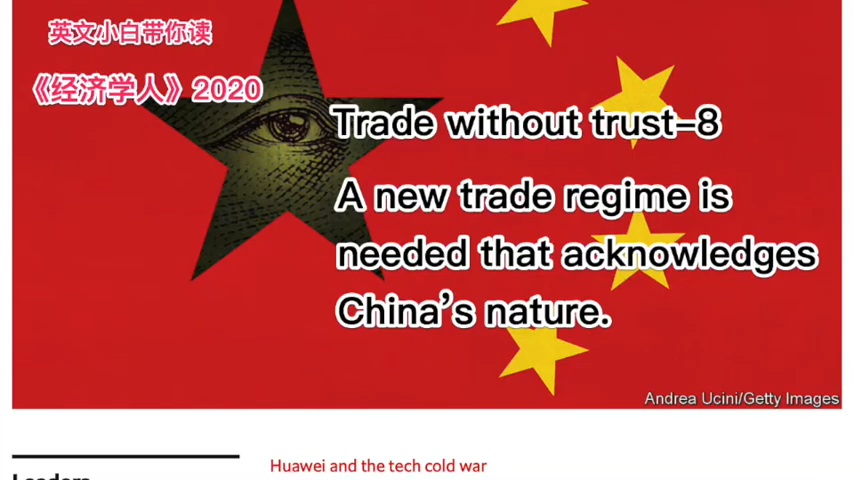 英文小白带你读
《经济学人》2020
Trade without trust-8
A new trade regime is
needed that acknowledges
China's nature.
Andrea Ucini/Getty Images
Huawei and the tech cold war
Leaders